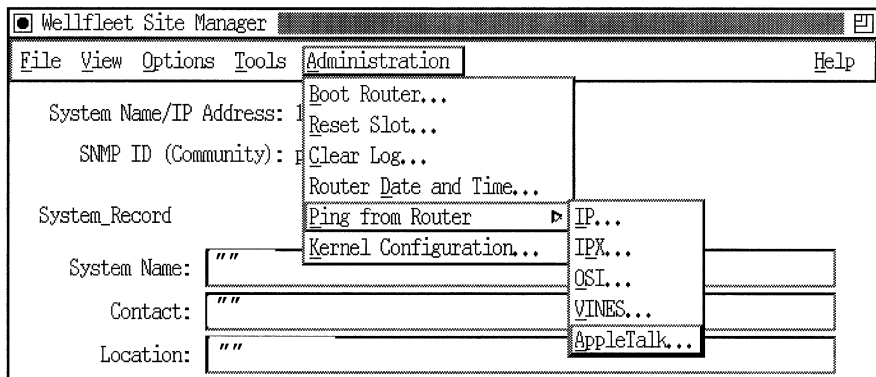 Wellfleet Site Manager
File View Options Tools Administration Help
Boot Router...
System Name/IP Address: 1
Reset Slot...
SNMP ID (Community): p
Clear Log...
Router Date and Time...
System_Record
Ping from Router
IP...
Kernel Configuration...
IPX...
System Name: ""
OSI...
Contact: ""
VINES...
AppleTalk...
Location: ""